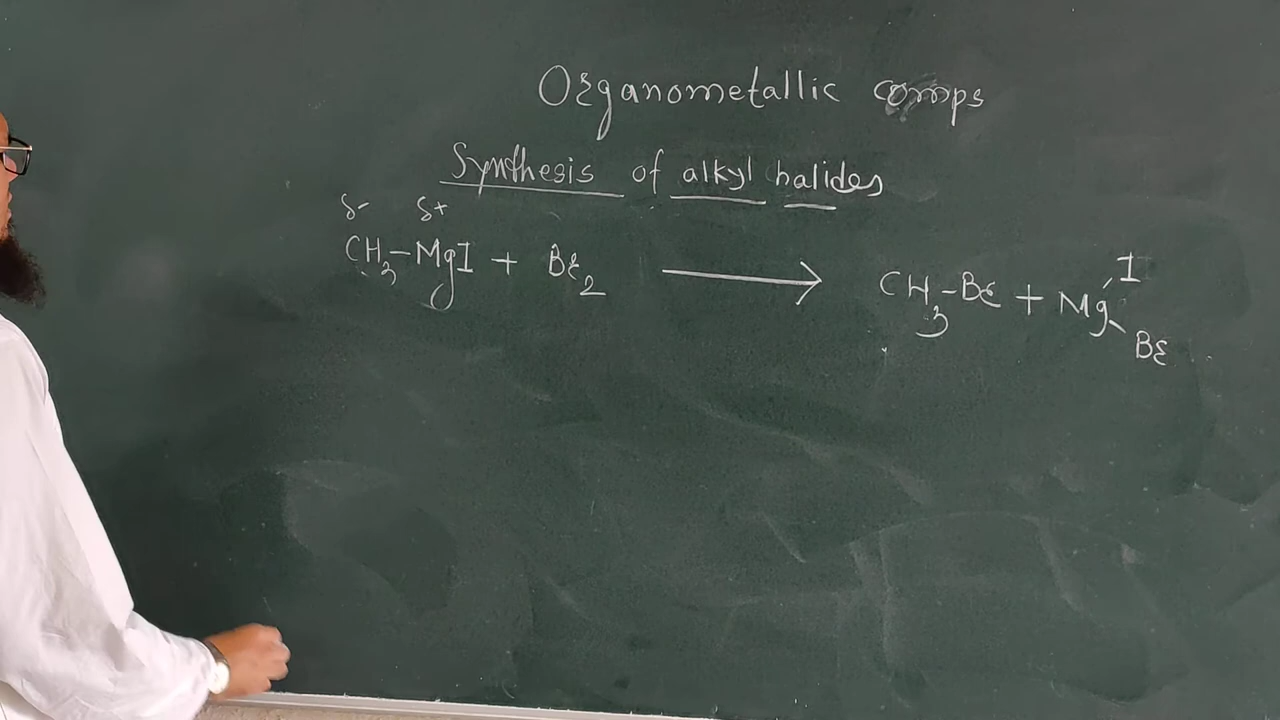 Organometallic comps
Synthesis of alkyl halides
δ- δ+
CH₃-MgI + Br₂ ⟶ CH₃-Br + Mg I
Br